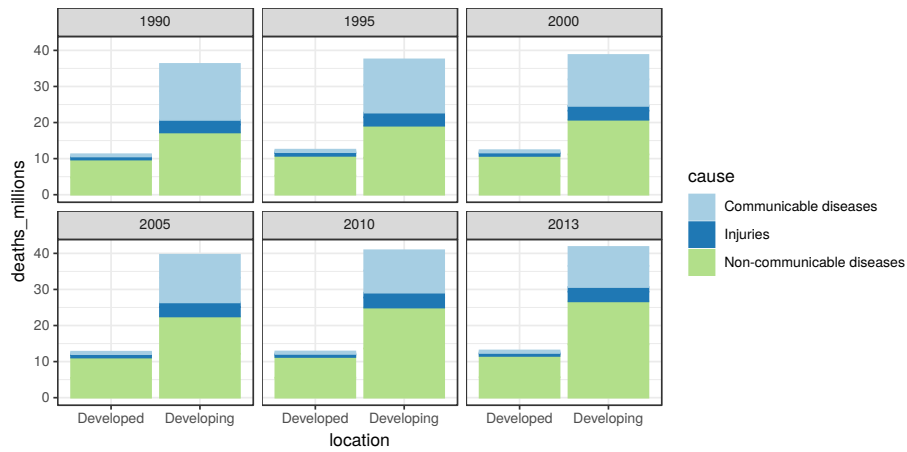 1990 1995 2000
40
30
20
10
0
2005 2010 2013
40
30
20
10
0
Developed Developing Developed Developing Developed Developing
location
deaths_millions
cause
Communicable diseases
Injuries
Non-communicable diseases